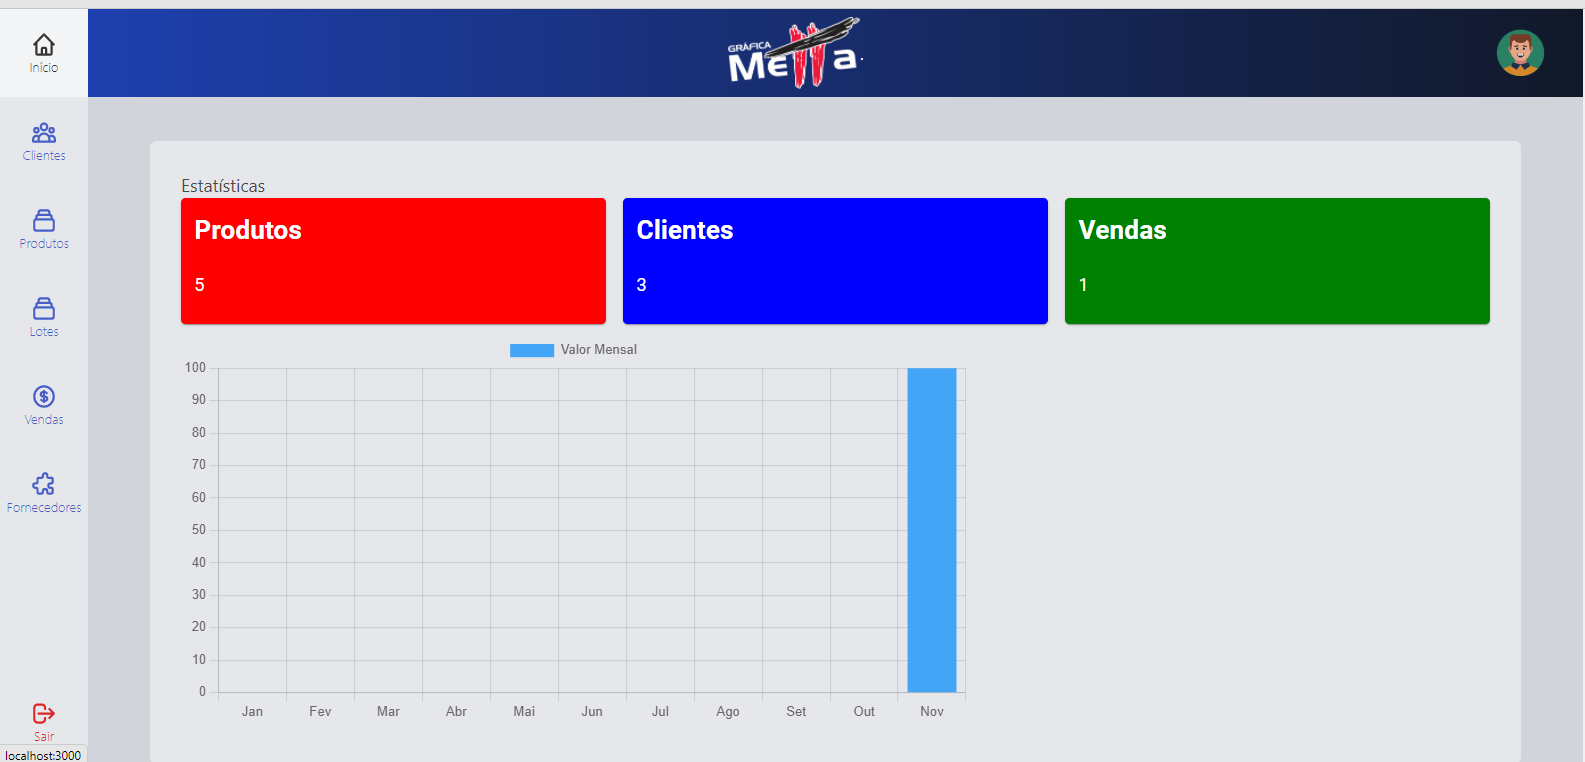 Início
GRÁFICA
Metta.
Clientes
Produtos
Lotes
Vendas
Fornecedores
Sair
localhost:3000
Estatísticas
Produtos
5
Clientes
3
Vendas
1
Valor Mensal
100
90
80
70
60
50
40
30
20
10
0
Jan Fev Mar Abr Mai Jun Jul Ago Set Out Nov